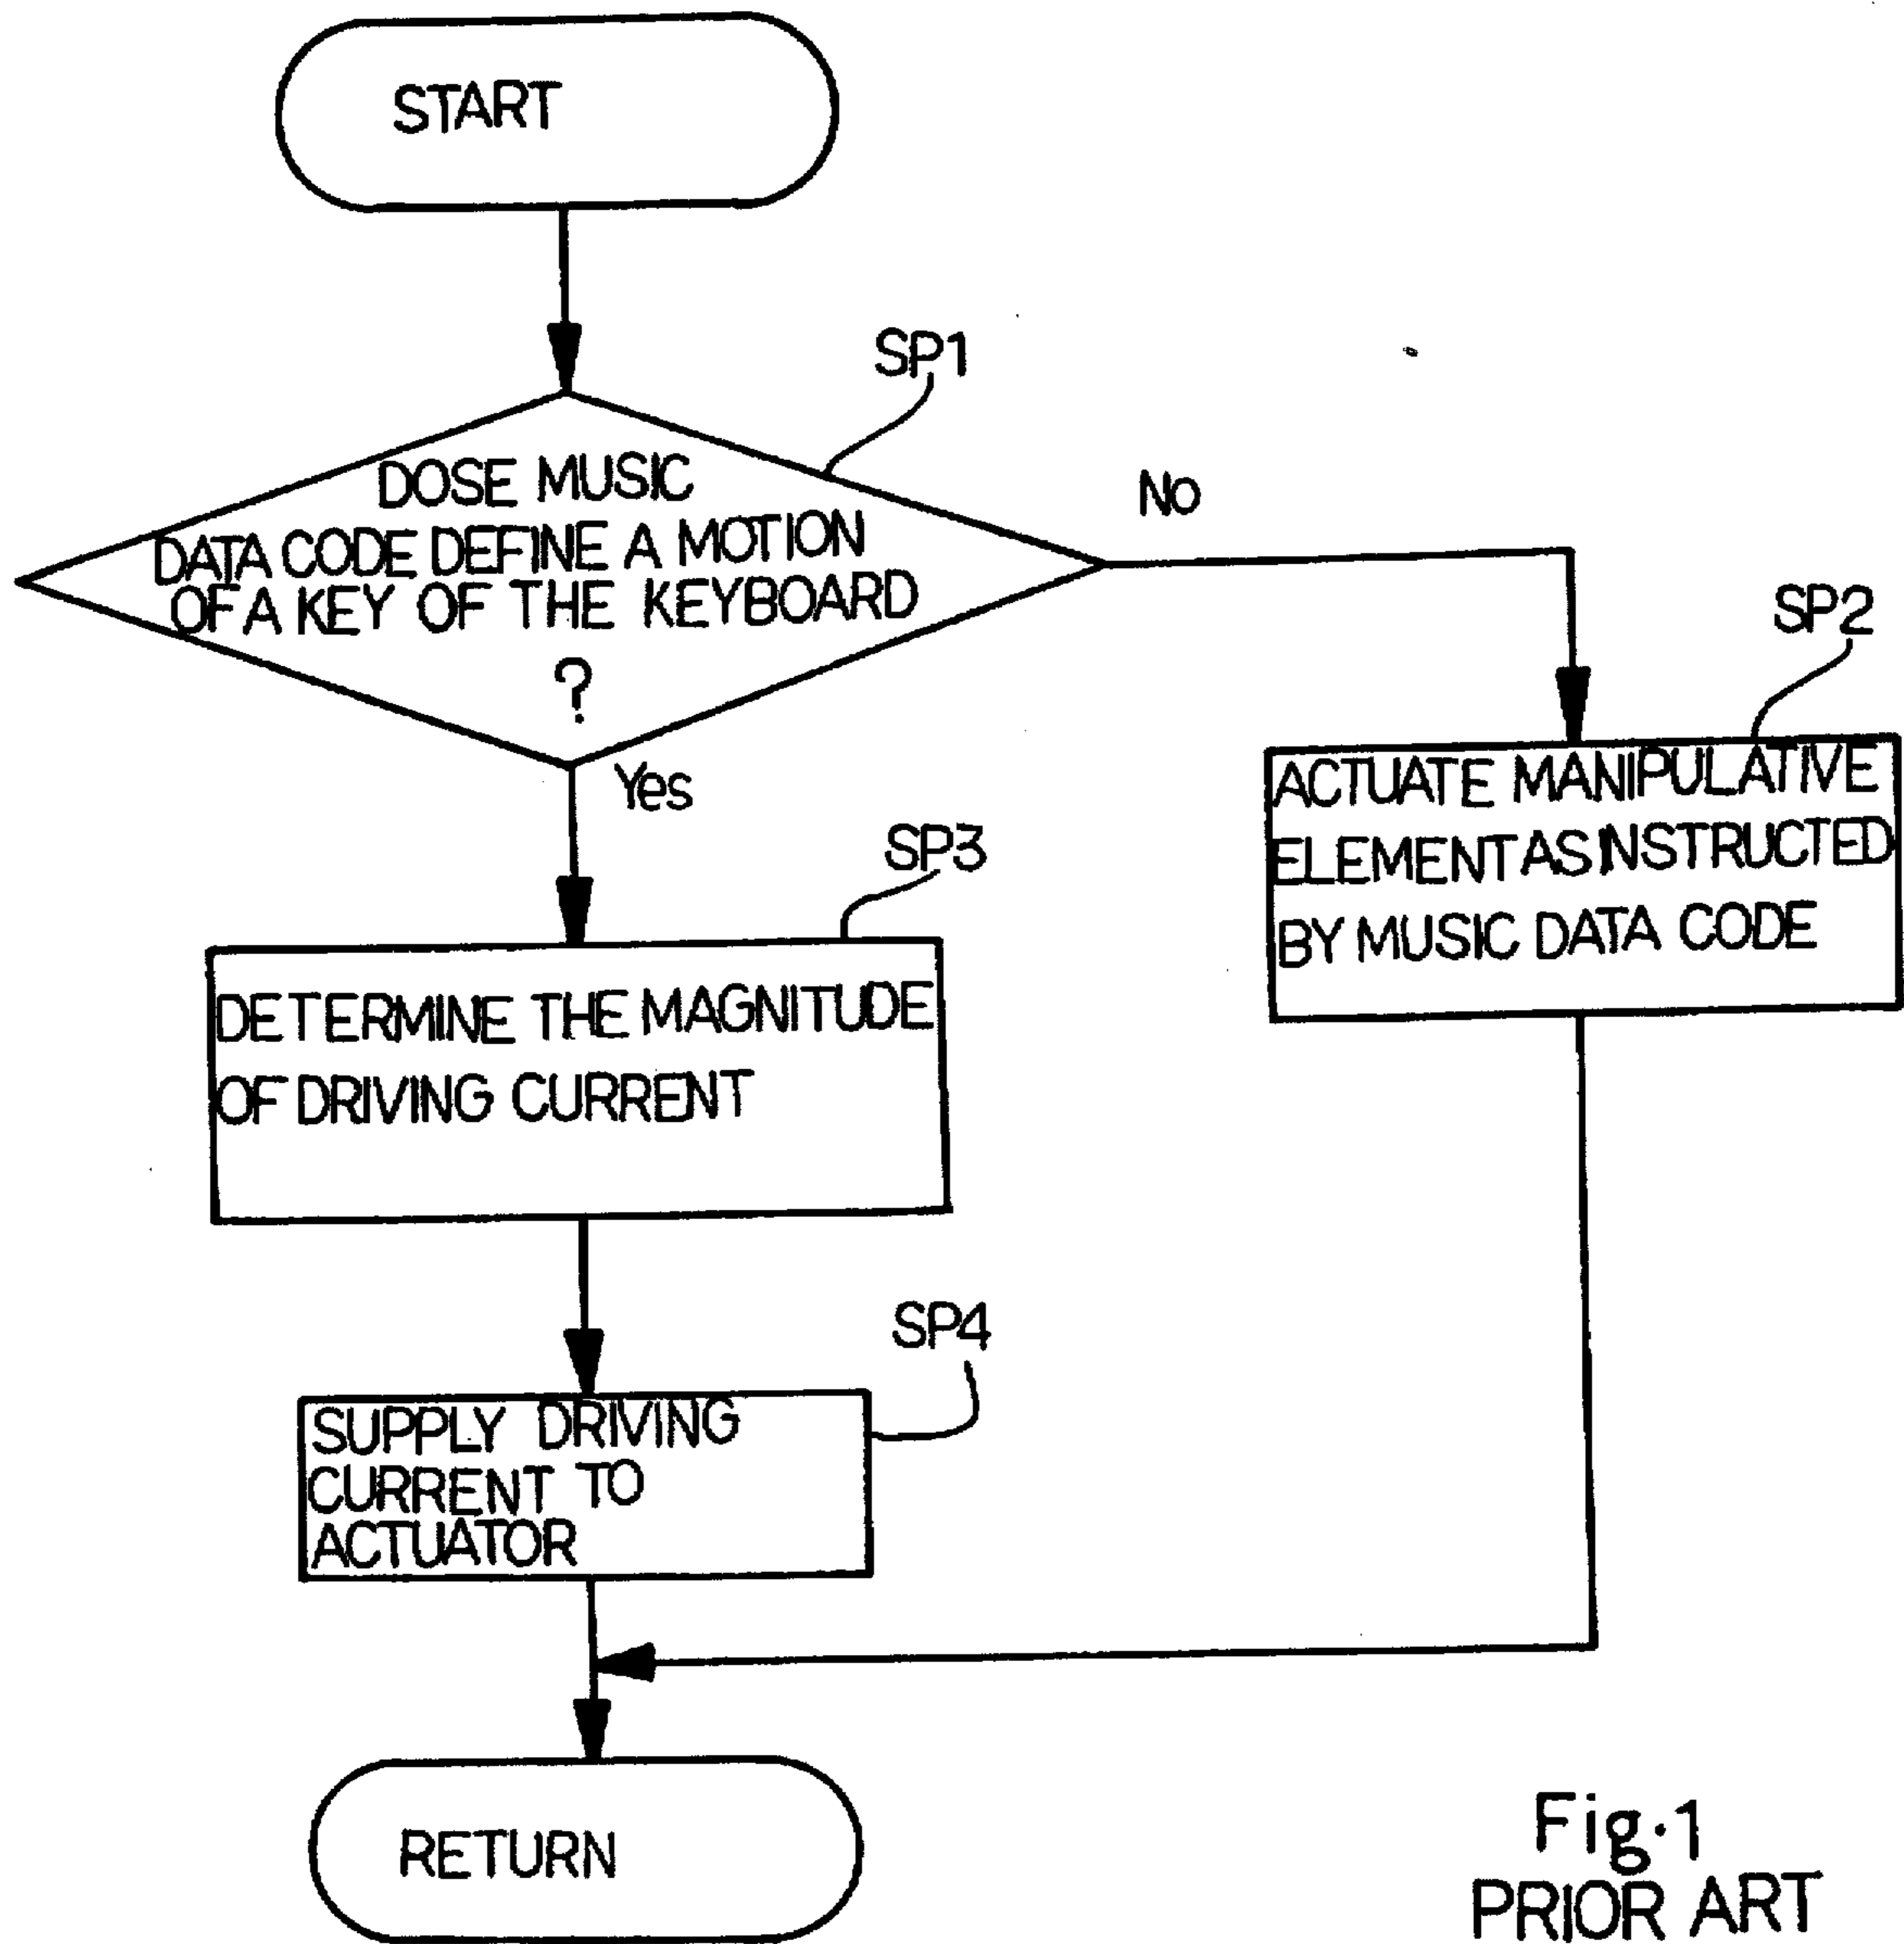 START
SP1
DOSE MUSIC
DATA CODE DEFINE A MOTION
OF A KEY OF THE KEYBOARD
?
No
Yes
SP2
ACTUATE MANIPULATIVE
ELEMENT AS INSTRUCTED
BY MUSIC DATA CODE
SP3
DETERMINE THE MAGNITUDE
OF DRIVING CURRENT
SP4
SUPPLY DRIVING
CURRENT TO
ACTUATOR
RETURN
Fig.1
PRIOR ART